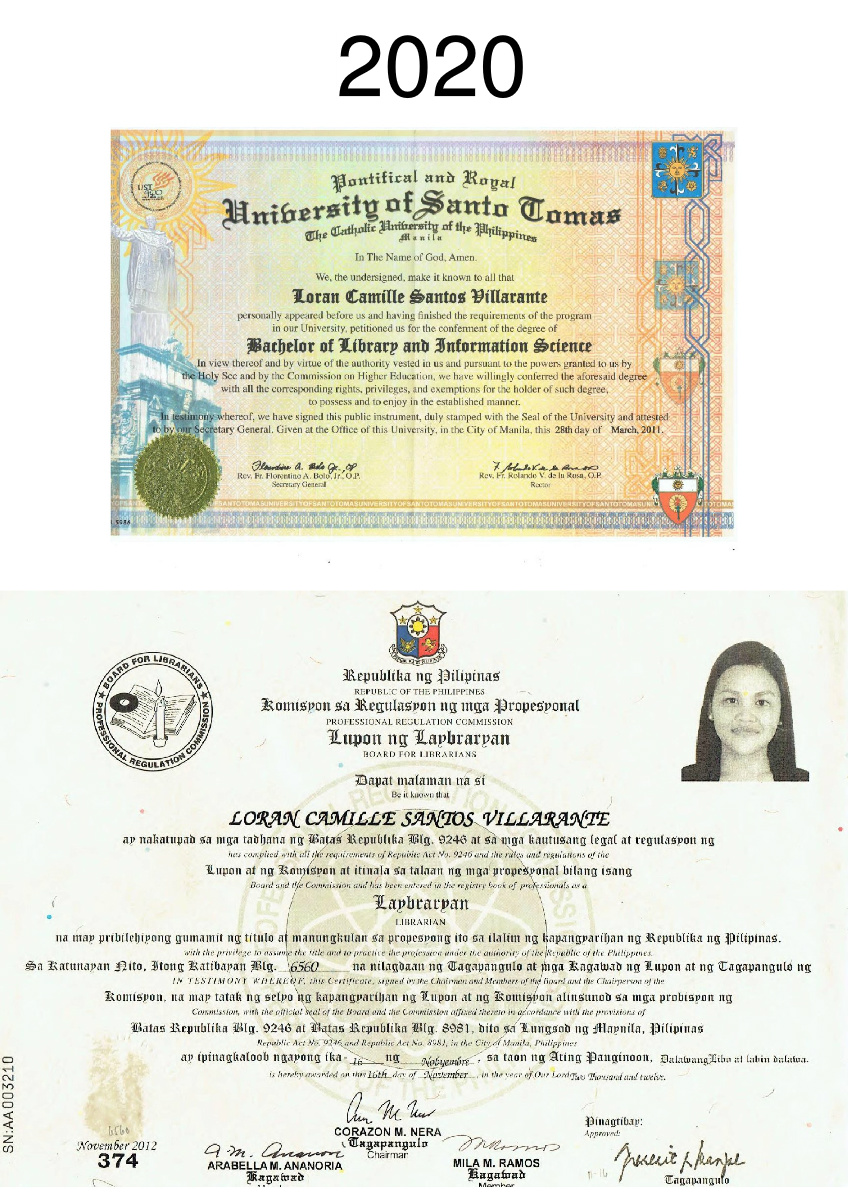 2020
UST
Pontifical and Royal
University of Santo Tomas
The Catholic University of the Philippines
Manila
In The Name of God, Amen.
We, the undersigned, make it known to all that
Loran Camille Santos Villarante
personally appeared before us and having finished the requirements of the program
in our University, petitioned us for the conferment of the degree of
Bachelor of Library and Information Science
In view thereof and by virtue of the authority vested in us and pursuant to the powers granted to us by
the Holy See and by the Commission on Higher Education, we have willingly conferred the aforesaid degree
with all the corresponding rights, privileges, and exemptions for the holder of such degree,
to possess and to enjoy in the established manner.
In testimony whereof, we have signed this public instrument, duly stamped with the Seal of the University and attested
to by our Secretary General. Given at the Office of this University, in the City of Manila, this 28th day of March, 2011.
Rev. Fr. Florentino A. Bolo, Jr., O.P.
Secretary General
Rev. Fr. Rolando V. de la Rosa, O.P.
Rector
BOARD FOR LIBRARIANS
PROFESSIONAL REGULATION COMMISSION
Republika ng Pilipinas
REPUBLIC OF THE PHILIPPINES
Komisyon sa Regulasyon ng mga Propesyonal
PROFESSIONAL REGULATION COMMISSION
Lupon ng Laybraryan
BOARD FOR LIBRARIANS
Dapat malaman na si
Be it known that
LORAN CAMILLE SANTOS VILLARANTE
ay nakatupad sa mga tadhana ng Batas Republika Blg. 9246 at sa mga kautusang legal at regulasyon ng
has complied with all the requirements of Republic Act No. 9246 and the rules and regulations of the
Lupon at ng Komisyon at itinala sa talaan ng mga propesyonal bilang isang
Board and the Commission and has been entered in the registry book of professionals as a
Laybraryan
LIBRARIAN
na may pribilehiyong gumamit ng titulo at manungkulan sa propesyong ito sa ilalim ng kapangyarihan ng Republika ng Pilipinas.
with the privilege to assume the title and to practice the profession under the authority of the Republic of the Philippines.
Sa Katunayan Nito, Itong Katibayan Blg. 6560 na nilagdaan ng Tagapangulo at mga Kagawad ng Lupon at ng Tagapangulo ng
IN TESTIMONY WHEREOF, this Certificate, signed by the Chairman and Members of the Board and the Chairperson of the
Komisyon, na may tatak ng selyo ng kapangyarihan ng Lupon at ng Komisyon alinsunod sa mga probisyon ng
Commission, with the official seal of the Board and the Commission affixed thereto in accordance with the provisions of
Batas Republika Blg. 9246 at Batas Republika Blg. 8981, dito sa Lungsod ng Maynila, Pilipinas
Republic Act No. 9246 and Republic Act No. 8981, in the City of Manila, Philippines
ay ipinagkaloob ngayong ika- 16 ng Nobyembre, sa taon ng Ating Panginoon, Dalawang Libo at labin dalawa.
is hereby awarded on this 16th day of November, in the year of Our Lord Two Thousand and twelve.
SN:AA003210
6560
November 2012
374
CORAZON M. NERA
Tagapangulo
Chairman
ARABELLA M. ANANORIA
Kagawad
MILA M. RAMOS
Kagawad
Member
Pinagtibay:
Approved:
11-16
Tagapangulo